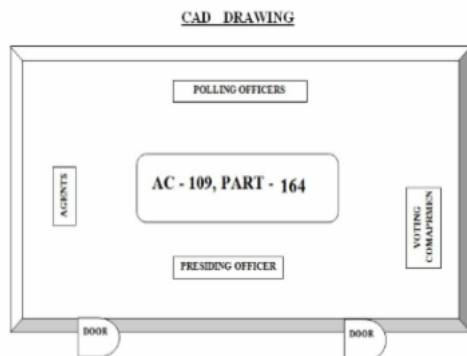 CAD DRAWING
POLLING OFFICERS
AGENTS
AC - 109, PART - 164
VOTING
COMAPRMEN
PRESIDING OFFICER
DOOR
DOOR